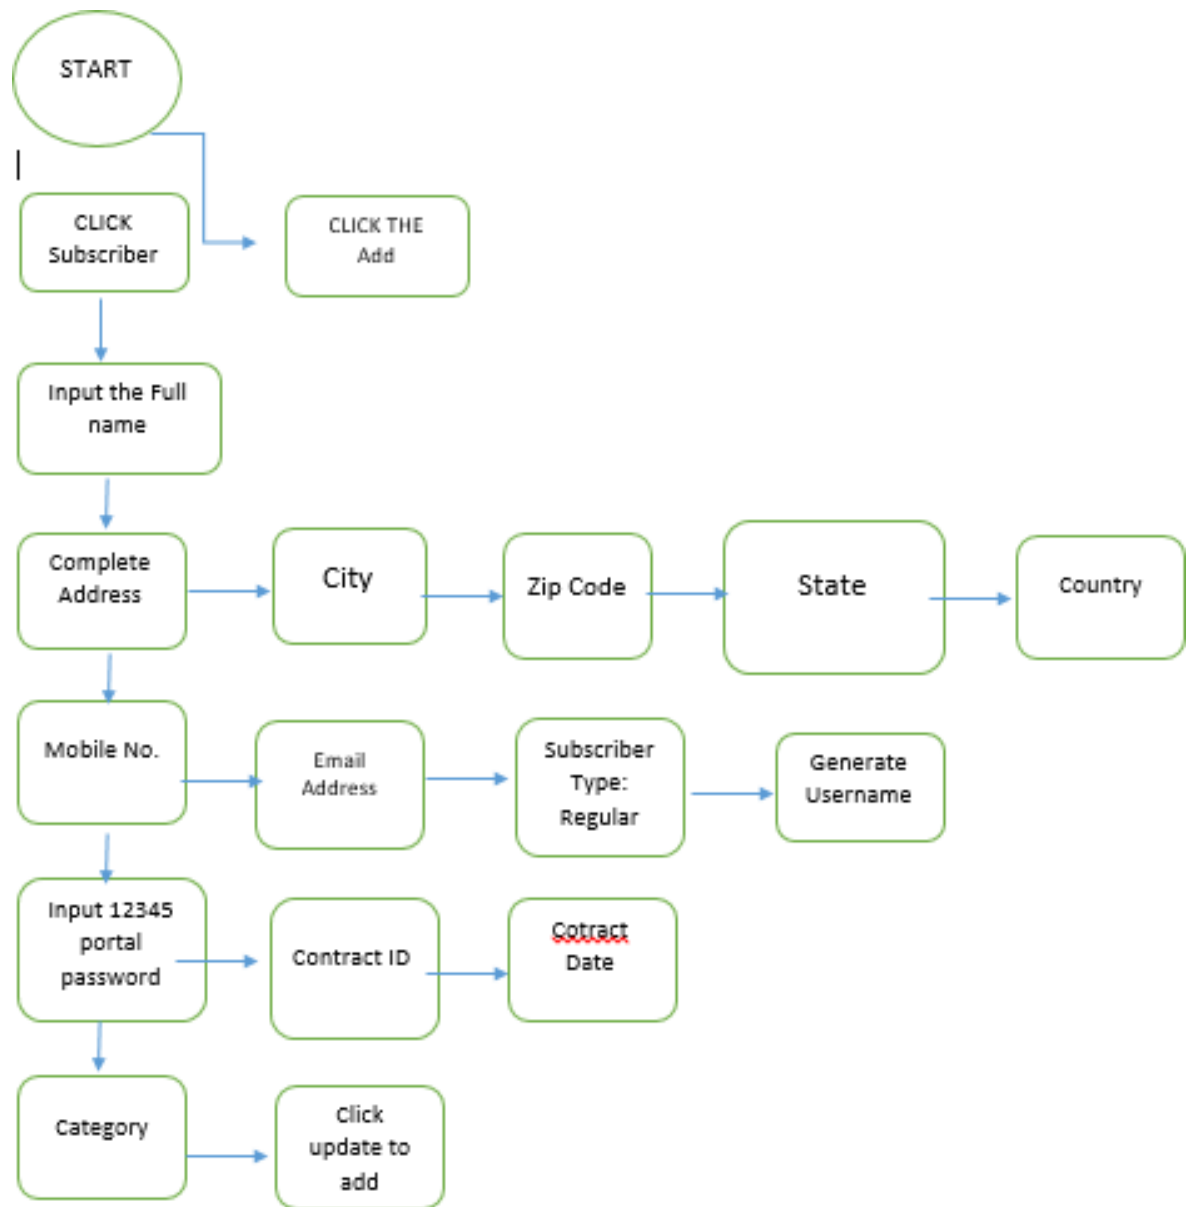 START
CLICK
Subscriber
CLICK THE
Add
Input the Full
name
Complete
Address
City
Zip Code
State
Country
Mobile No.
Email
Address
Subscriber
Type:
Regular
Generate
Username
Input 12345
portal
password
Contract ID
Cotract
Date
Category
Click
update to
add